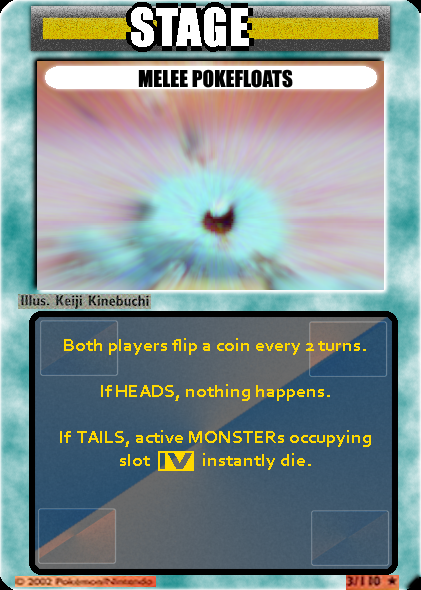 STAGE
MELEE POKEFLOATS
Illus. Keiji Kinebuchi
Both players flip a coin every 2 turns.
If HEADS, nothing happens.
If TAILS, active MONSTERs occupying
slot IV instantly die.
© 2002 Pokémon/Nintendo
3/110 ★